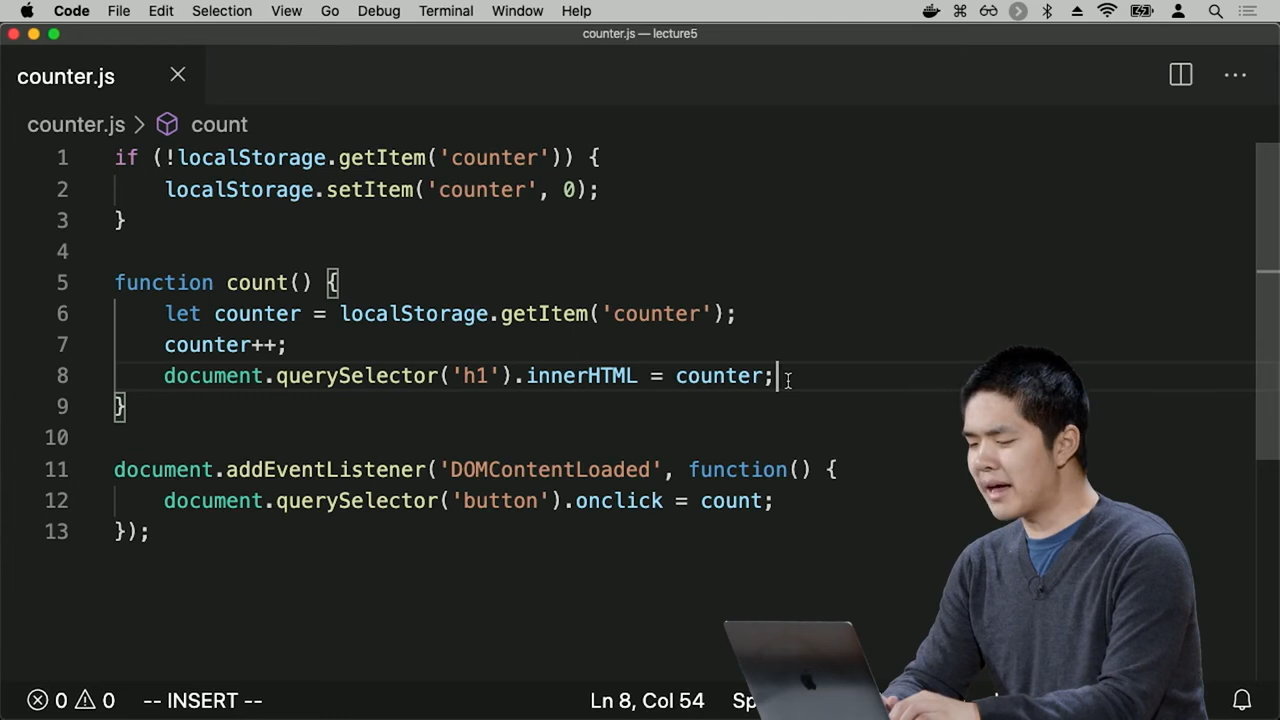 Code File Edit Selection View Go Debug Terminal Window Help
counter.js — lecture5
counter.js
counter.js > count
1 if (!localStorage.getItem('counter')) {
2 localStorage.setItem('counter', 0);
3 }
4
5 function count() {
6 let counter = localStorage.getItem('counter');
7 counter++;
8 document.querySelector('h1').innerHTML = counter;
9 }
10
11 document.addEventListener('DOMContentLoaded', function() {
12 document.querySelector('button').onclick = count;
13 });
0 0 -- INSERT -- Ln 8, Col 54